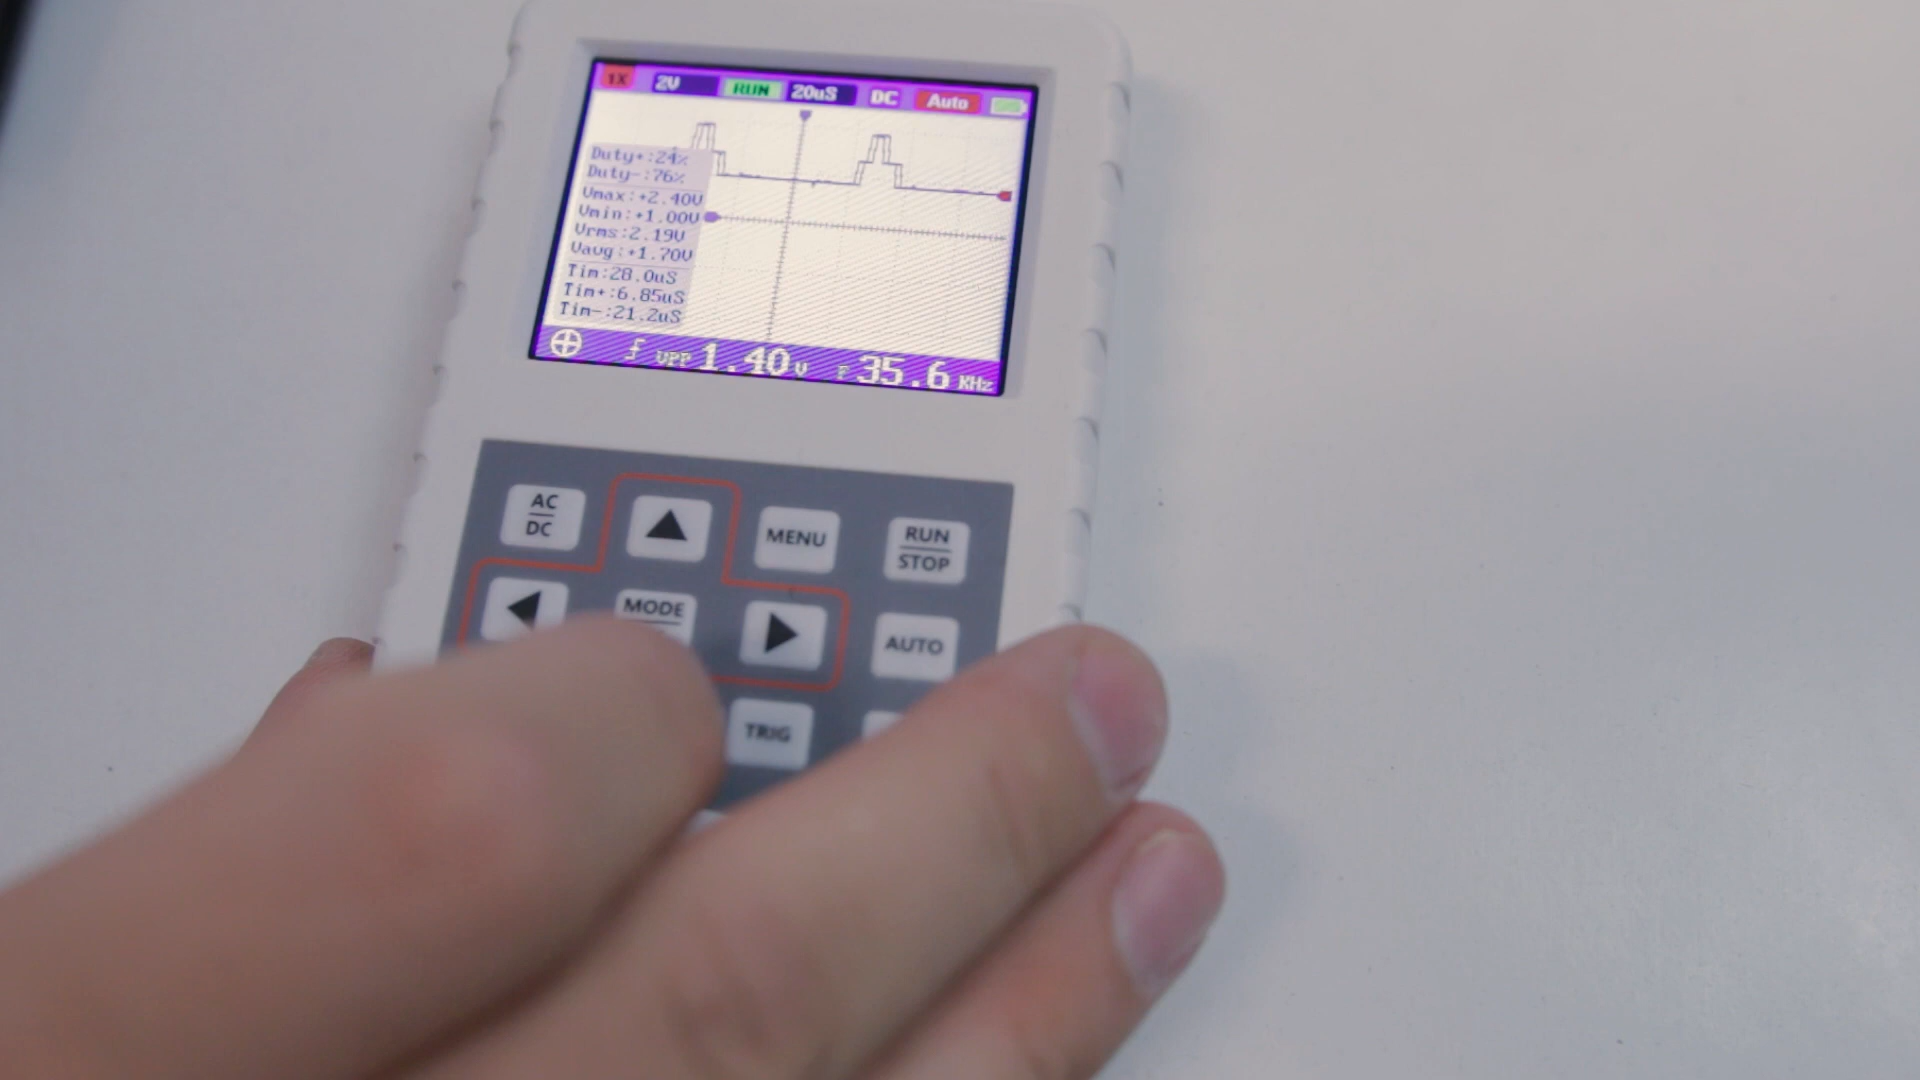 1X 2V RUN 20uS DC Auto
Duty+:24%
Duty-:76%
Vmax:+2.40V
Vmin:+1.00V
Vrms:2.19V
Vavg:+1.70V
Tim:28.0uS
Tim+:6.85uS
Tim-:21.2uS
VPP 1.40V F 35.6 KHz
AC
DC
MENU
RUN
STOP
MODE
AUTO
TRIG